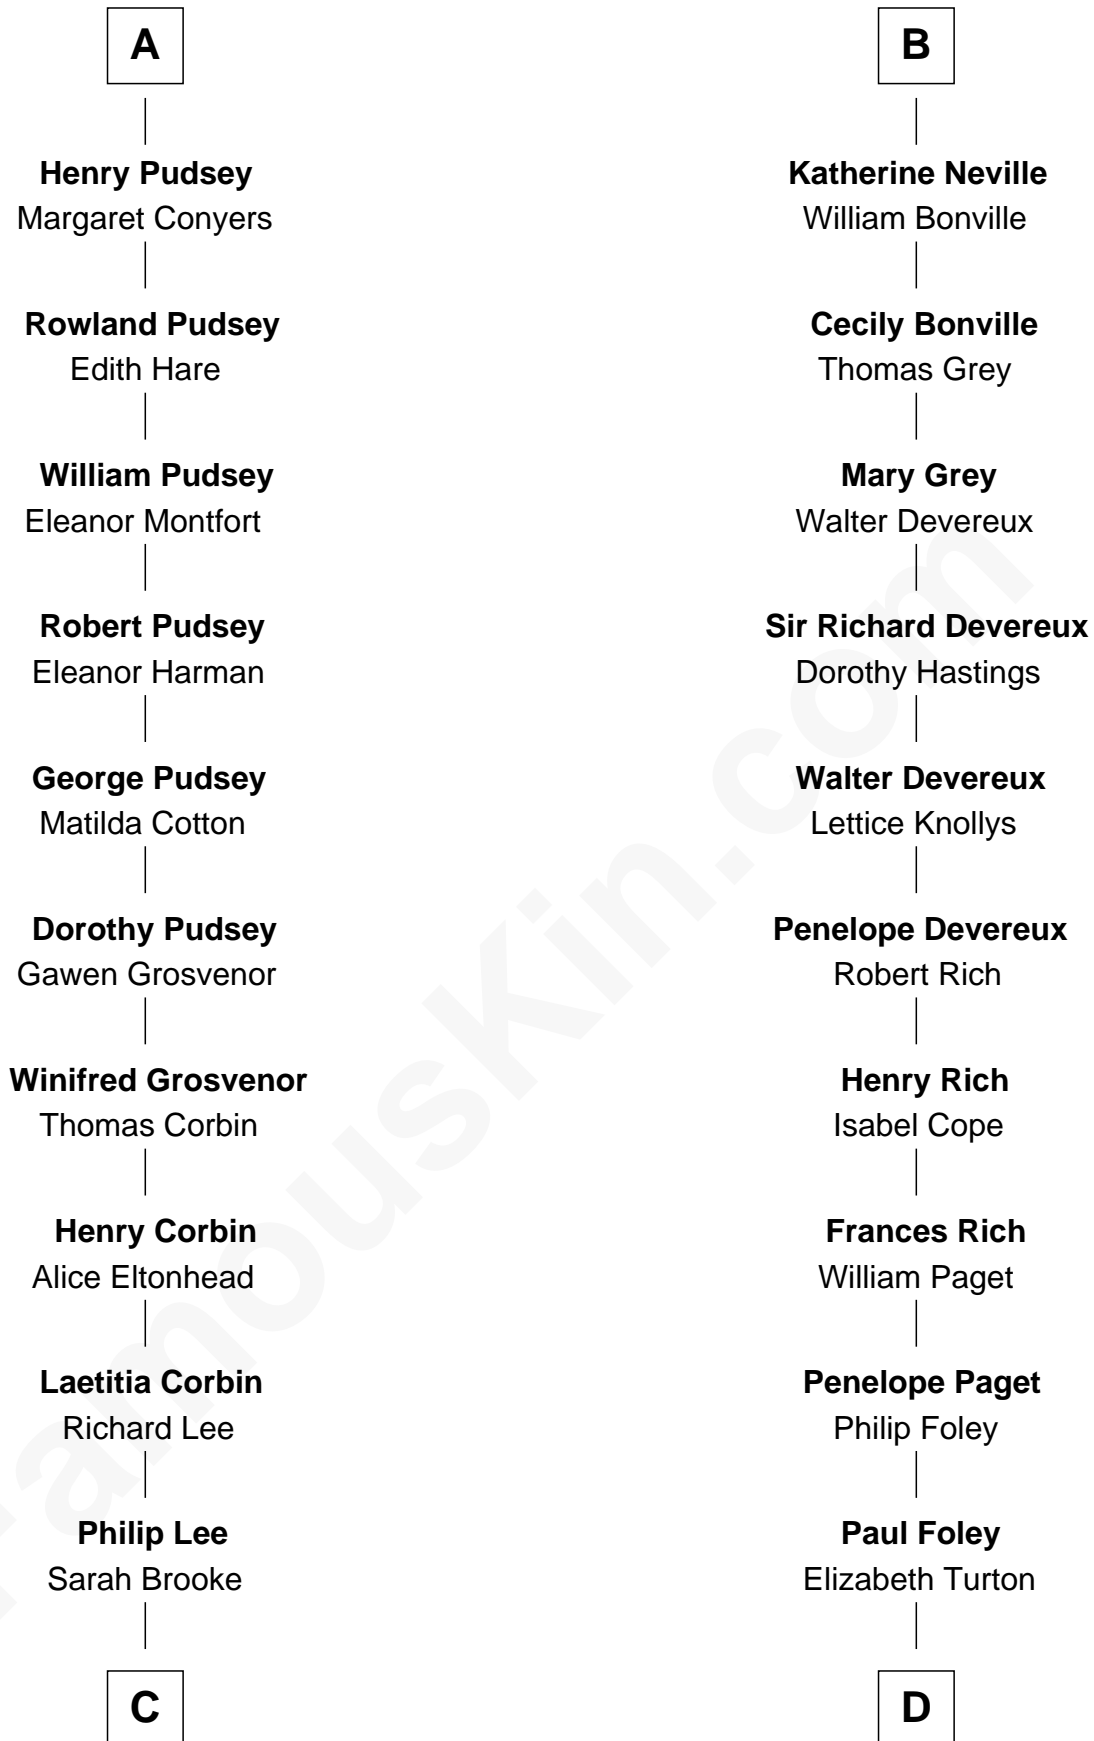 A
Henry Pudsey
Margaret Conyers
Rowland Pudsey
Edith Hare
William Pudsey
Eleanor Montfort
Robert Pudsey
Eleanor Harman
George Pudsey
Matilda Cotton
Dorothy Pudsey
Gawen Grosvenor
Winifred Grosvenor
Thomas Corbin
Henry Corbin
Alice Eltonhead
Laetitia Corbin
Richard Lee
Philip Lee
Sarah Brooke
C
B
Katherine Neville
William Bonville
Cecily Bonville
Thomas Grey
Mary Grey
Walter Devereux
Sir Richard Devereux
Dorothy Hastings
Walter Devereux
Lettice Knollys
Penelope Devereux
Robert Rich
Henry Rich
Isabel Cope
Frances Rich
William Paget
Penelope Paget
Philip Foley
Paul Foley
Elizabeth Turton
D
FamousKin.com